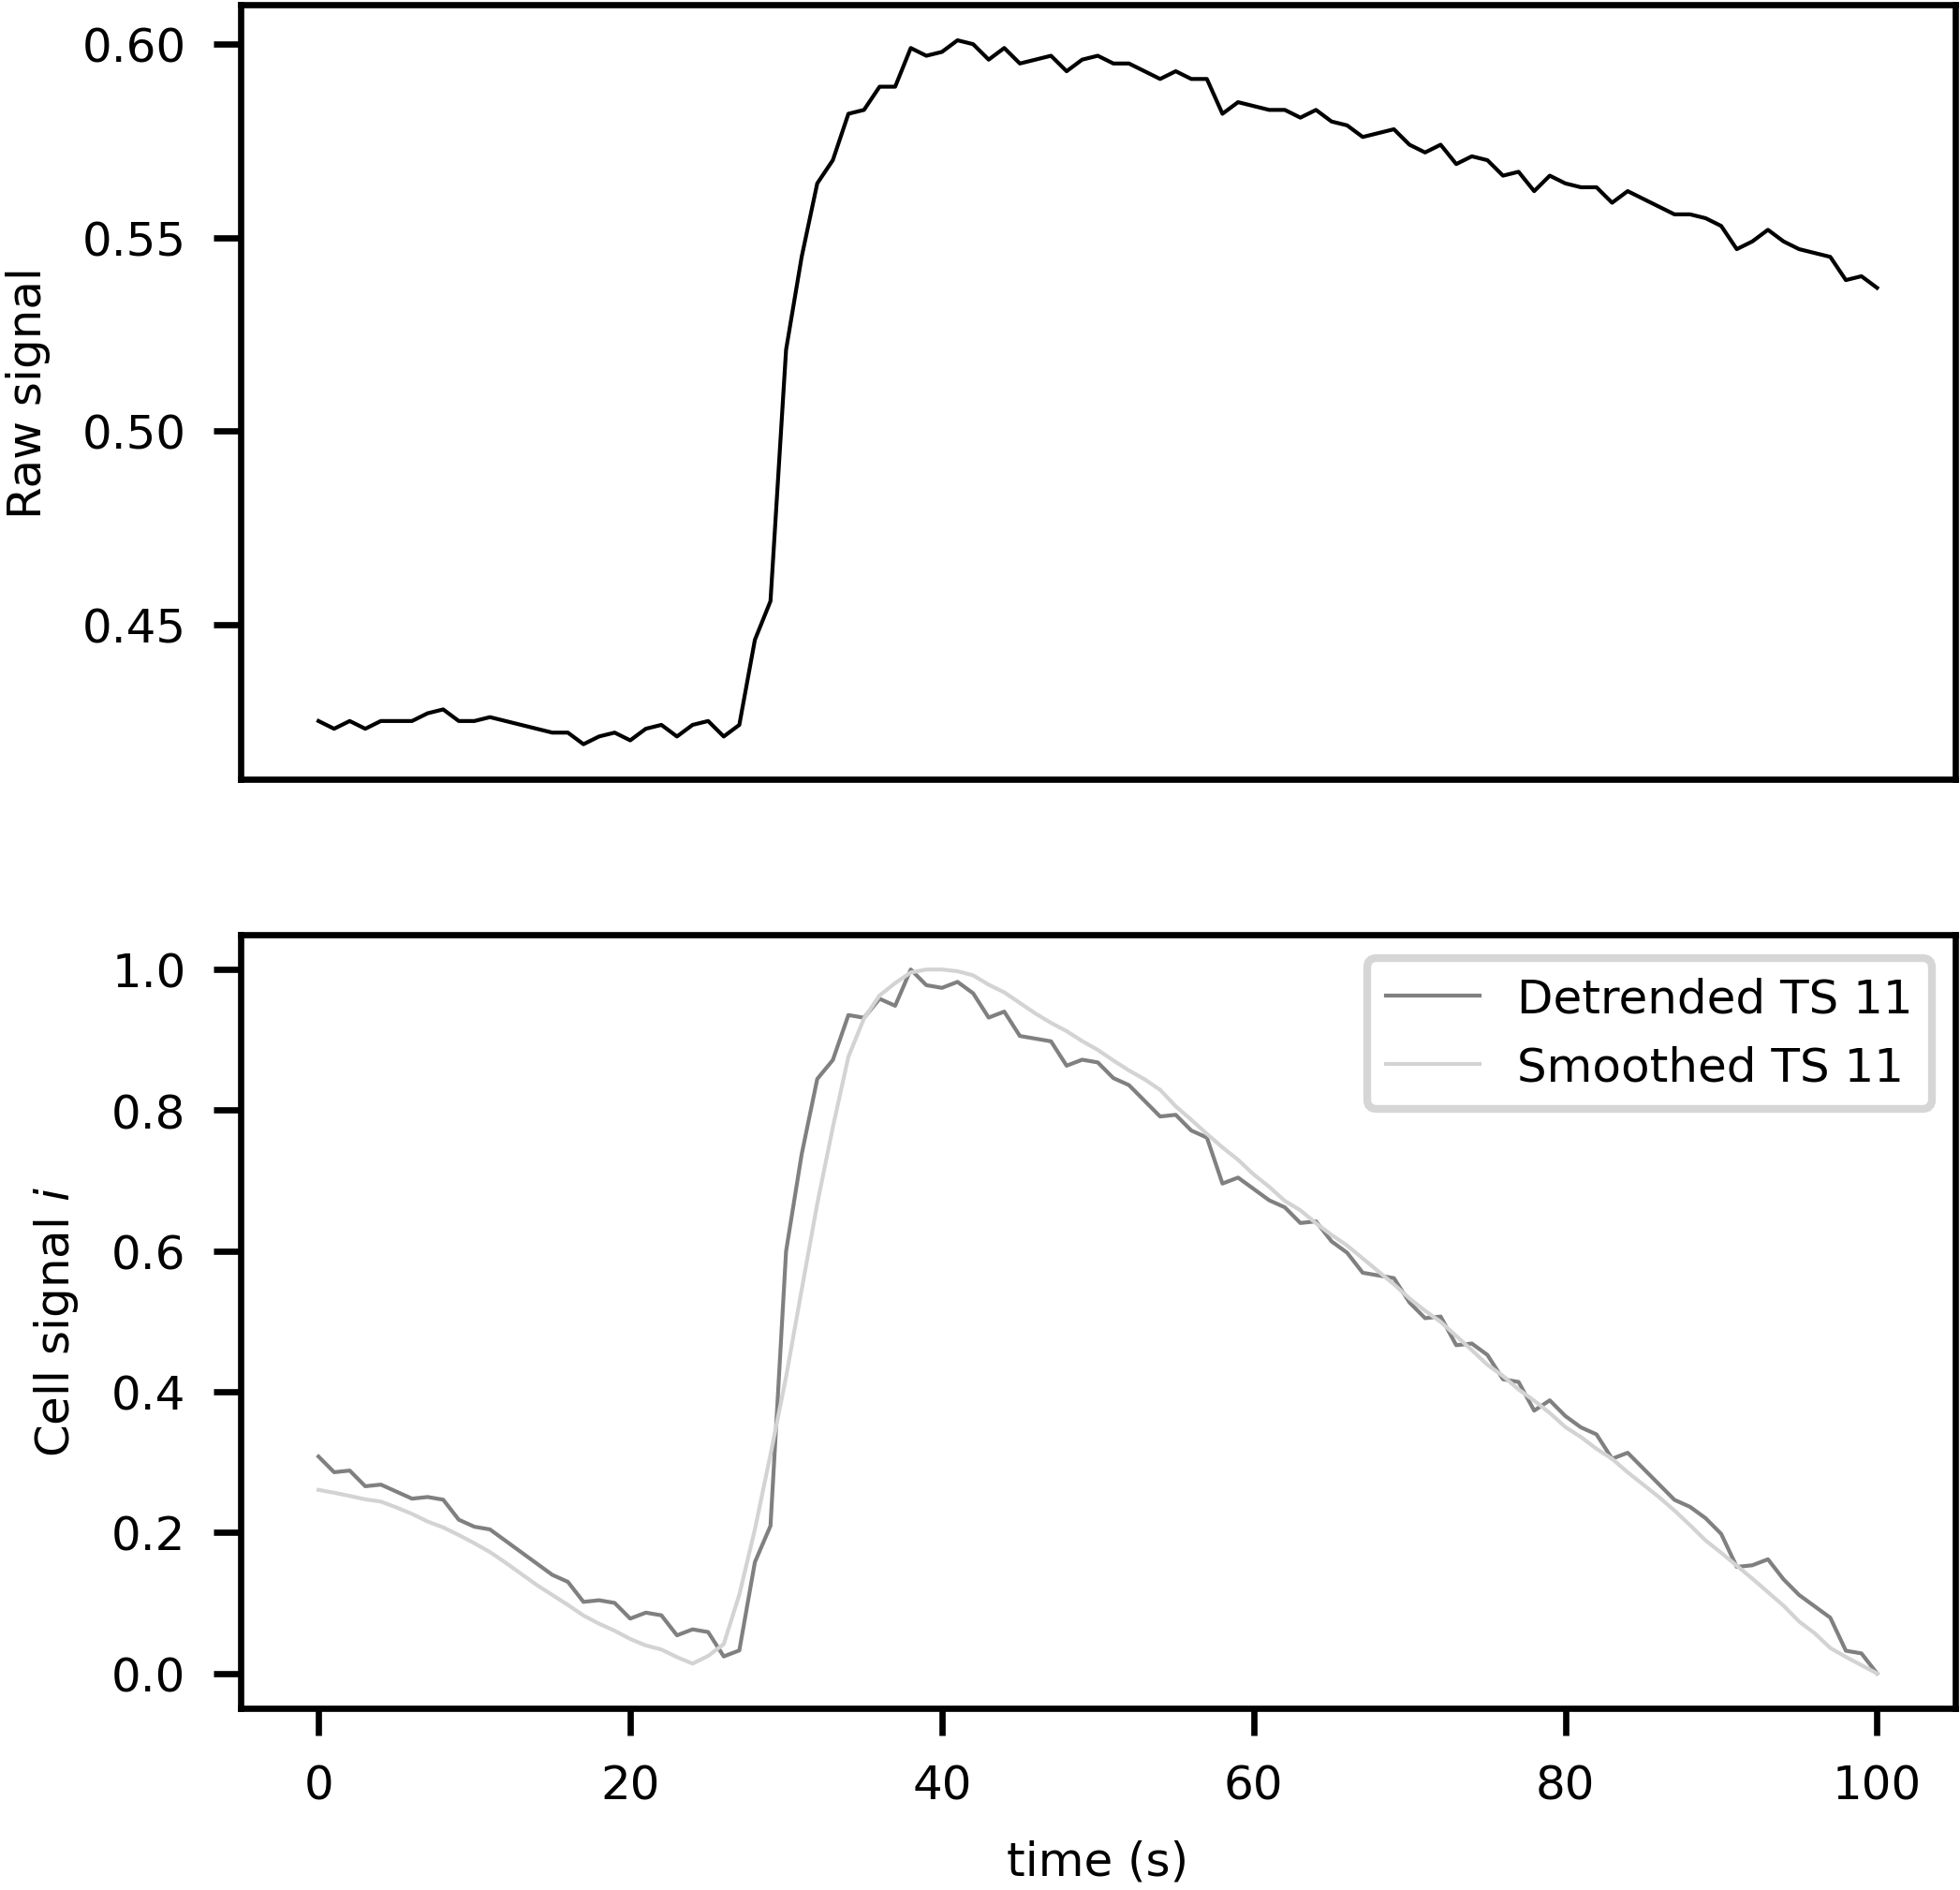 0.60
0.55
0.50
0.45
Raw signal
1.0
0.8
0.6
0.4
0.2
0.0
Cell signal i
Detrended TS 11
Smoothed TS 11
0 20 40 60 80 100
time (s)